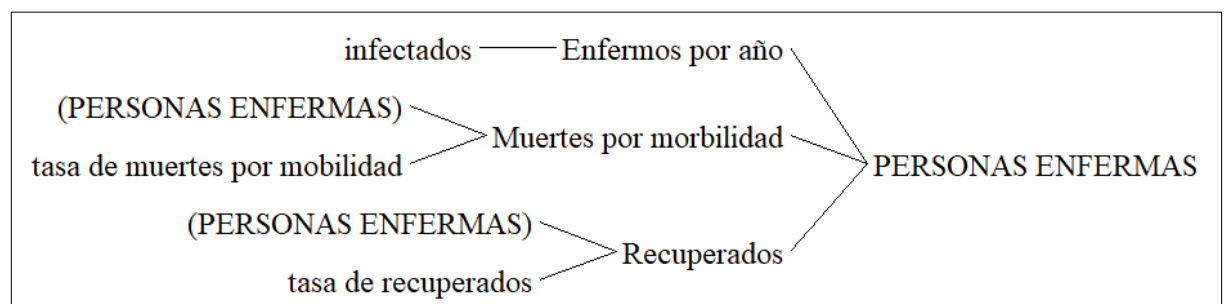 infectados Enfermos por año
(PERSONAS ENFERMAS)
Muertes por morbilidad
tasa de muertes por mobilidad
PERSONAS ENFERMAS
(PERSONAS ENFERMAS)
Recuperados
tasa de recuperados